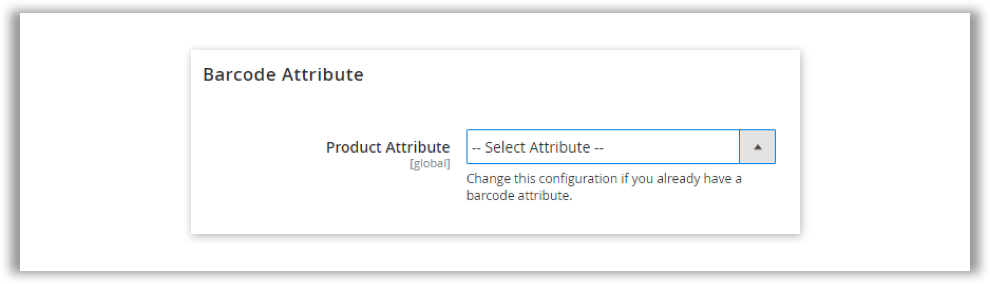 Barcode Attribute
Product Attribute
[global]
-- Select Attribute --
Change this configuration if you already have a
barcode attribute.